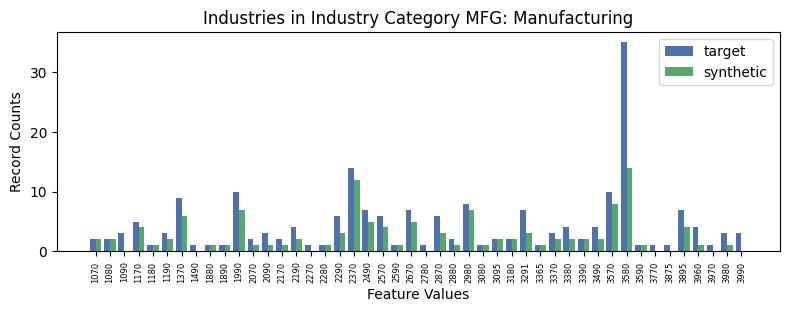 Industries in Industry Category MFG: Manufacturing
target
synthetic
Record Counts
30
20
10
0
1070 1080 1090 1170 1180 1190 1370 1490 1880 1890 1990 2070 2090 2170 2190 2270 2280 2290 2370 2490 2570 2590 2670 2780 2870 2880 2980 3080 3095 3180 3291 3365 3370 3380 3390 3490 3570 3580 3590 3770 3875 3895 3960 3970 3980 3990
Feature Values